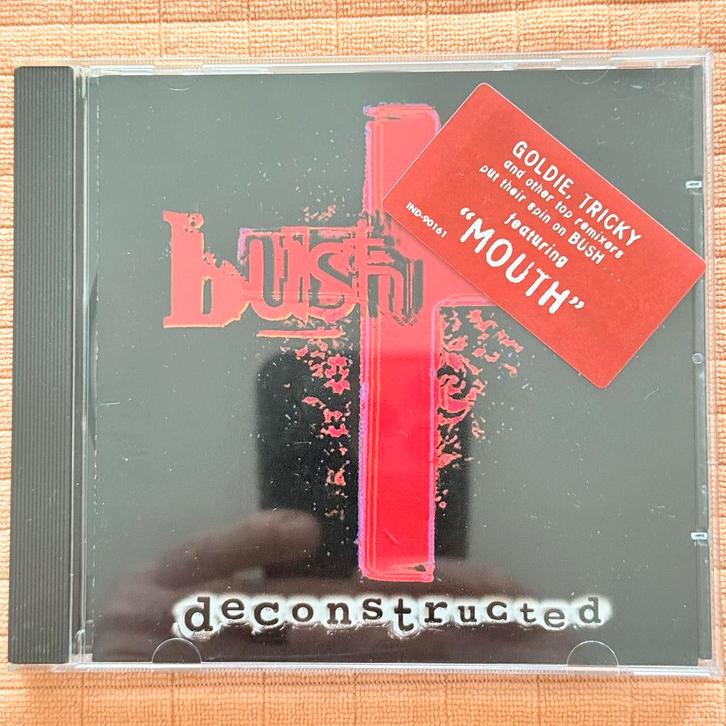 bush
GOLDIE, TRICKY
and other top remixers
put their spin on BUSH....
featuring
"MOUTH"
IND-90161
deconstructed